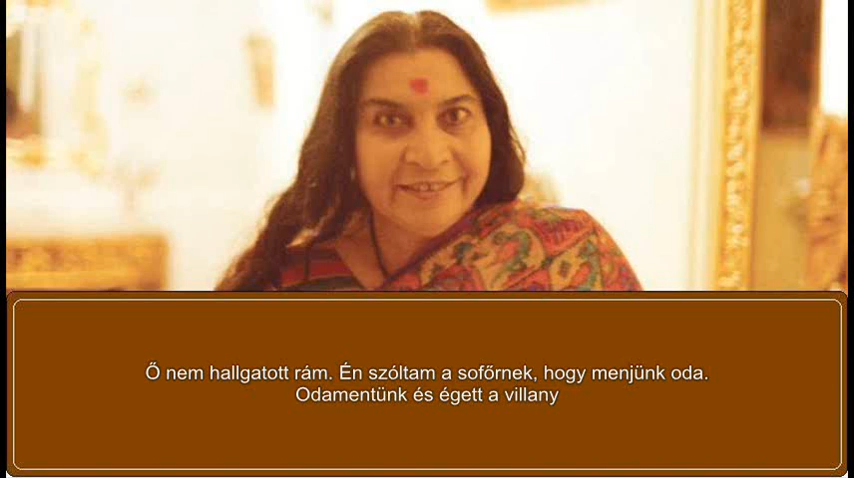 Ő nem hallgatott rám. Én szóltam a sofőrnek, hogy menjünk oda.
Odamentünk és égett a villany